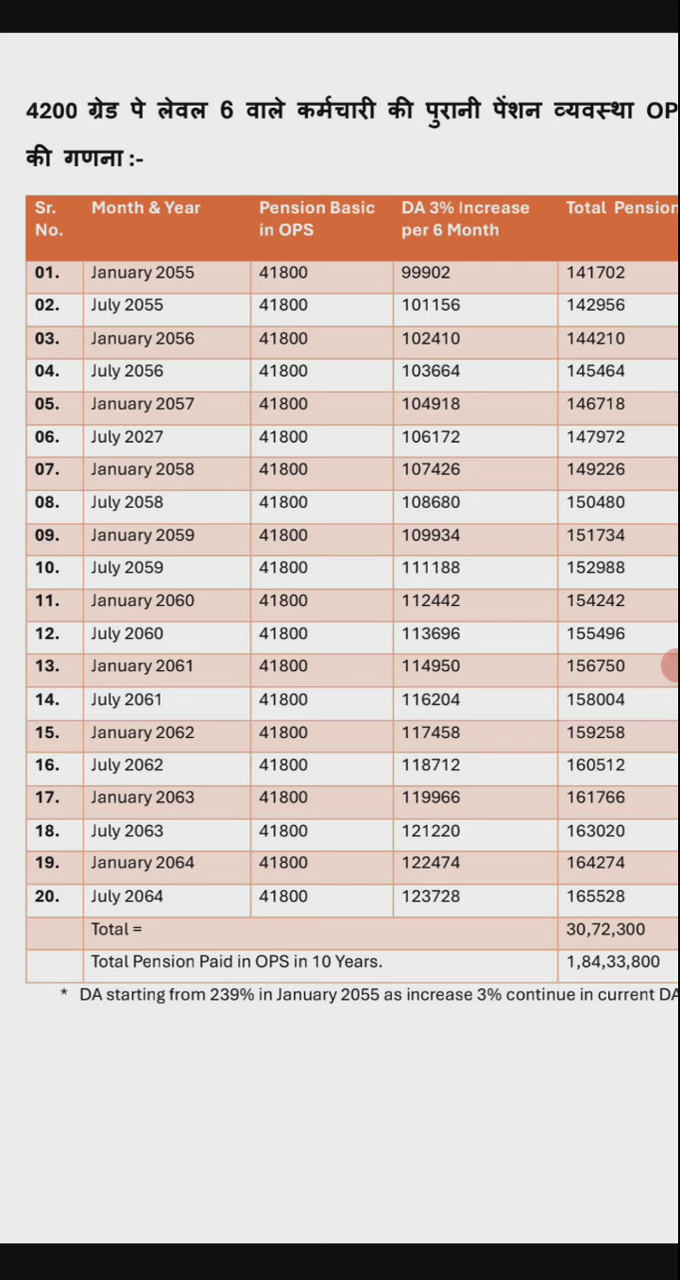 4200 ग्रेड पे लेवल 6 वाले कर्मचारी की पुरानी पेंशन व्यवस्था OP
की गणना :-
Sr. No. Month & Year Pension Basic in OPS DA 3% Increase per 6 Month Total Pension
01. January 2055 41800 99902 141702
02. July 2055 41800 101156 142956
03. January 2056 41800 102410 144210
04. July 2056 41800 103664 145464
05. January 2057 41800 104918 146718
06. July 2027 41800 106172 147972
07. January 2058 41800 107426 149226
08. July 2058 41800 108680 150480
09. January 2059 41800 109934 151734
10. July 2059 41800 111188 152988
11. January 2060 41800 112442 154242
12. July 2060 41800 113696 155496
13. January 2061 41800 114950 156750
14. July 2061 41800 116204 158004
15. January 2062 41800 117458 159258
16. July 2062 41800 118712 160512
17. January 2063 41800 119966 161766
18. July 2063 41800 121220 163020
19. January 2064 41800 122474 164274
20. July 2064 41800 123728 165528
Total = 30,72,300
Total Pension Paid in OPS in 10 Years. 1,84,33,800
* DA starting from 239% in January 2055 as increase 3% continue in current DA